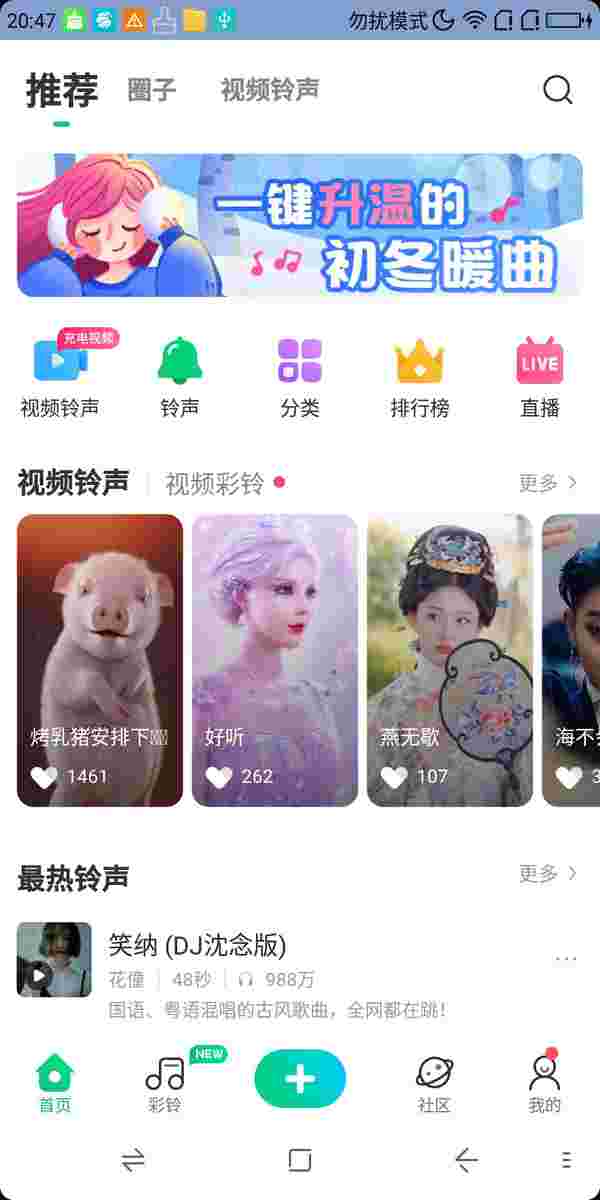 20:47 勿扰模式
推荐 圈子 视频铃声
一键升温的
初冬暖曲
充电视频
LIVE
视频铃声 铃声 分类 排行榜 直播
视频铃声 视频彩铃 更多
烤乳猪安排下 好听 燕无歇 海不
1461 262 107 3
最热铃声 更多
笑纳 (DJ沈念版)
花僮 48秒 988万
国语、粤语混唱的古风歌曲，全网都在跳！
NEW
首页 彩铃 社区 我的